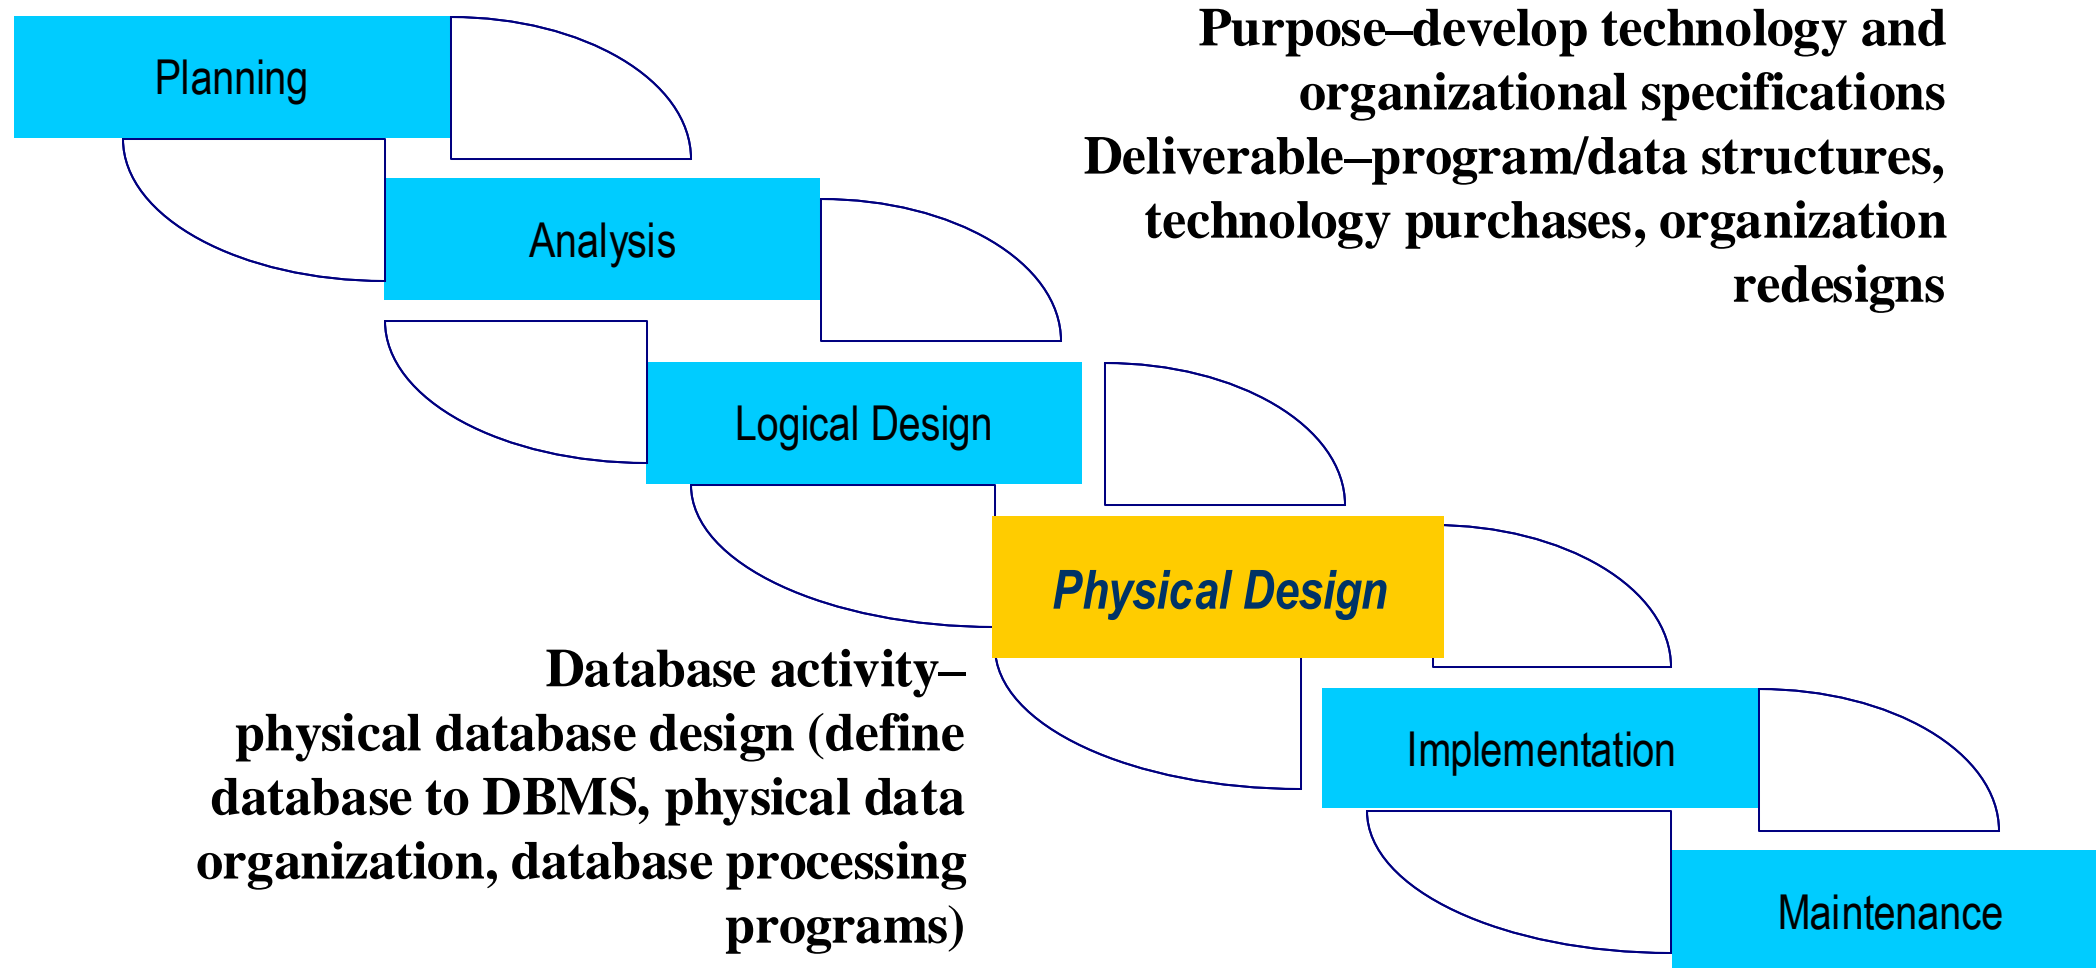 Planning
Purpose–develop technology and
organizational specifications
Deliverable–program/data structures,
technology purchases, organization
redesigns
Analysis
Logical Design
Physical Design
Database activity–
physical database design (define
database to DBMS, physical data
organization, database processing
programs)
Implementation
Maintenance